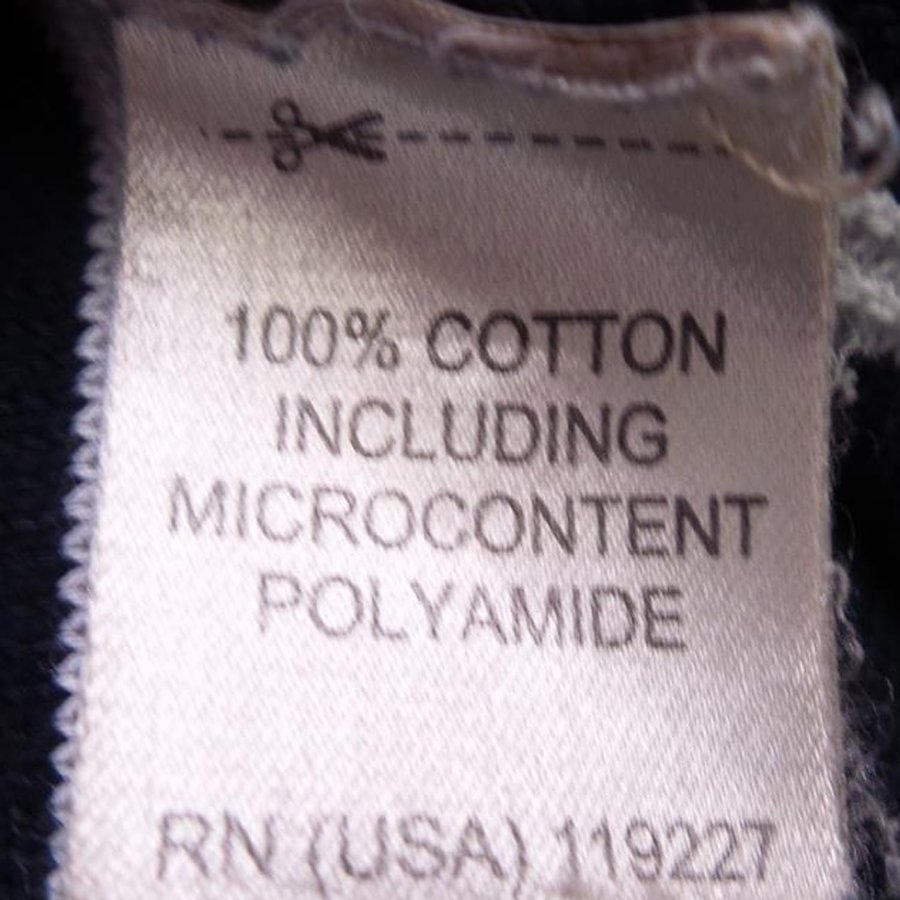 100% COTTON
INCLUDING
MICROCONTENT
POLYAMIDE
RN (USA) 119227